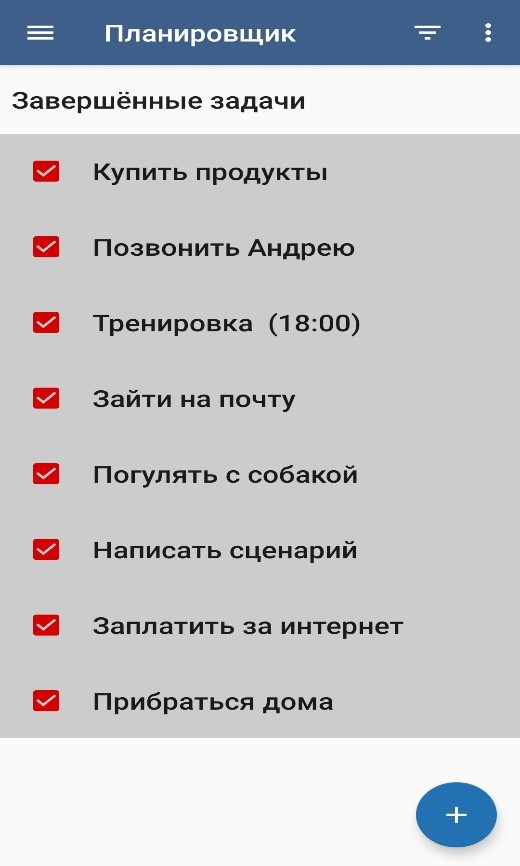 Планировщик
Завершённые задачи
Купить продукты
Позвонить Андрею
Тренировка (18:00)
Зайти на почту
Погулять с собакой
Написать сценарий
Заплатить за интернет
Прибраться дома